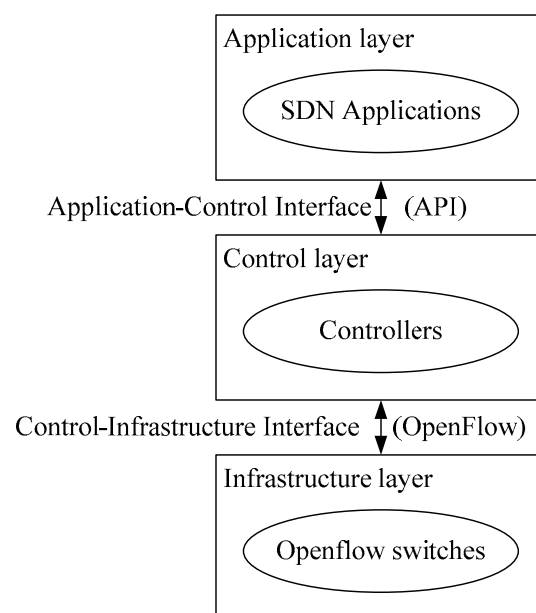 Application layer
SDN Applications
Application-Control Interface (API)
Control layer
Controllers
Control-Infrastructure Interface (OpenFlow)
Infrastructure layer
Openflow switches